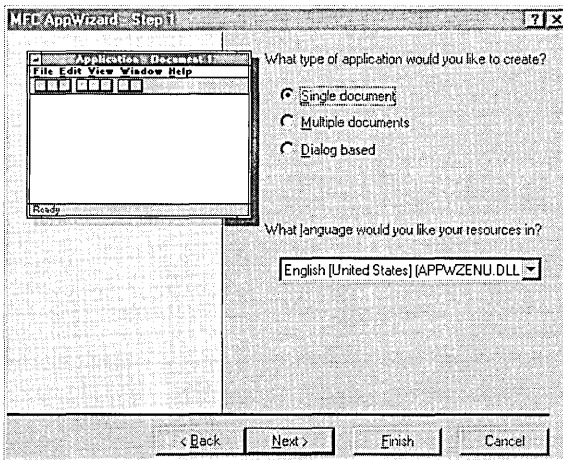 MFC AppWizard - Step 1
? x
Application - Document 1
File Edit View Window Help
Ready
What type of application would you like to create?
Single document
Multiple documents
Dialog based
What language would you like your resources in?
English [United States] (APPWZENU.DLL
< Back
Next >
Finish
Cancel